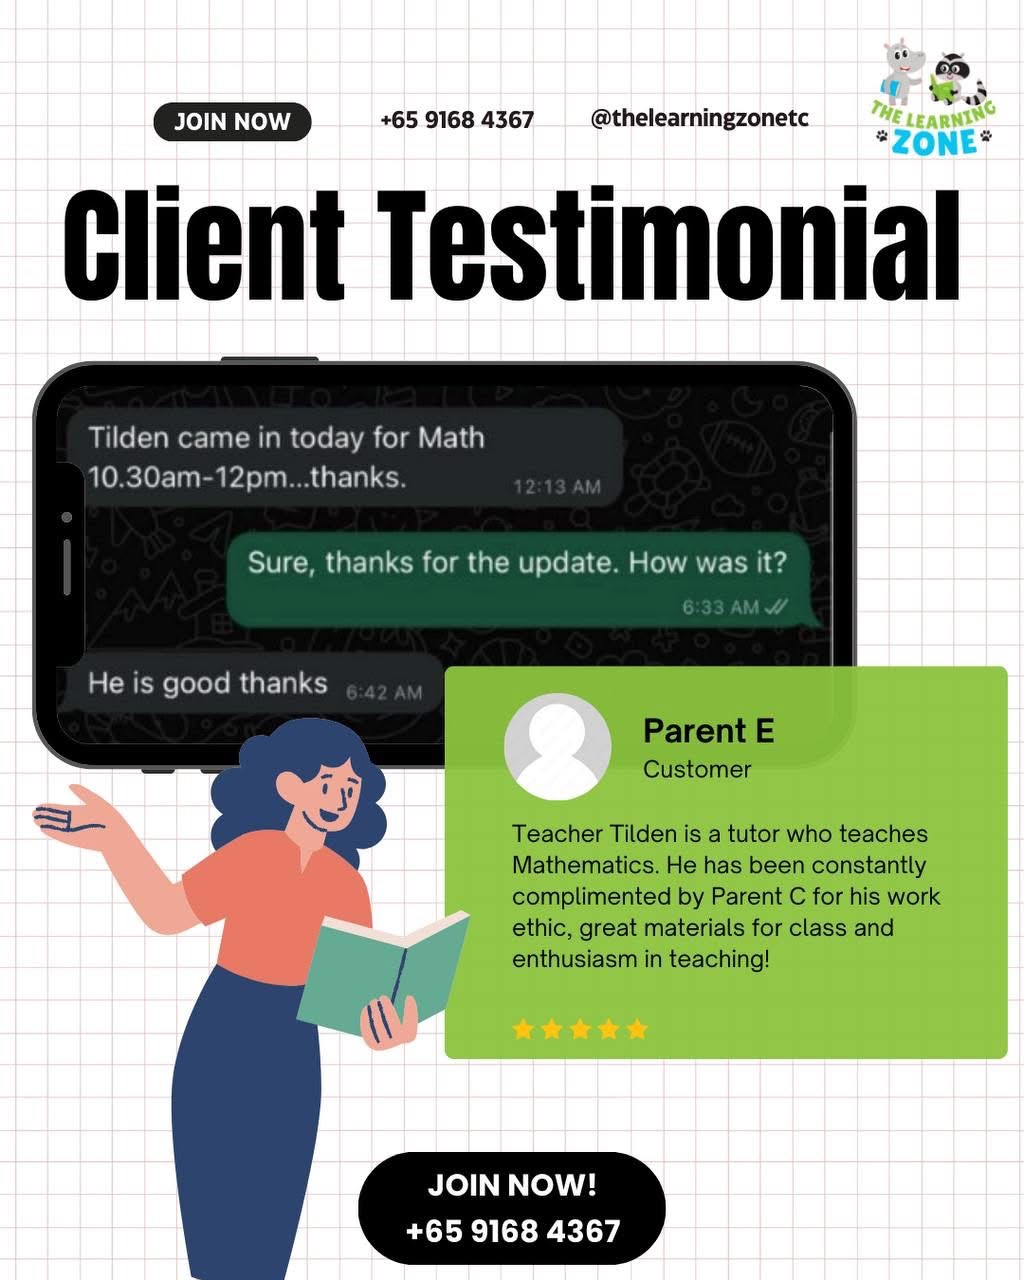 JOIN NOW
+65 9168 4367
@thelearningzonetc
THE LEARNING
ZONE
Client Testimonial
Tilden came in today for Math
10.30am-12pm...thanks.
12:13 AM
Sure, thanks for the update. How was it?
6:33 AM
He is good thanks
6:42 AM
Parent E
Customer
Teacher Tilden is a tutor who teaches
Mathematics. He has been constantly
complimented by Parent C for his work
ethic, great materials for class and
enthusiasm in teaching!
JOIN NOW!
+65 9168 4367